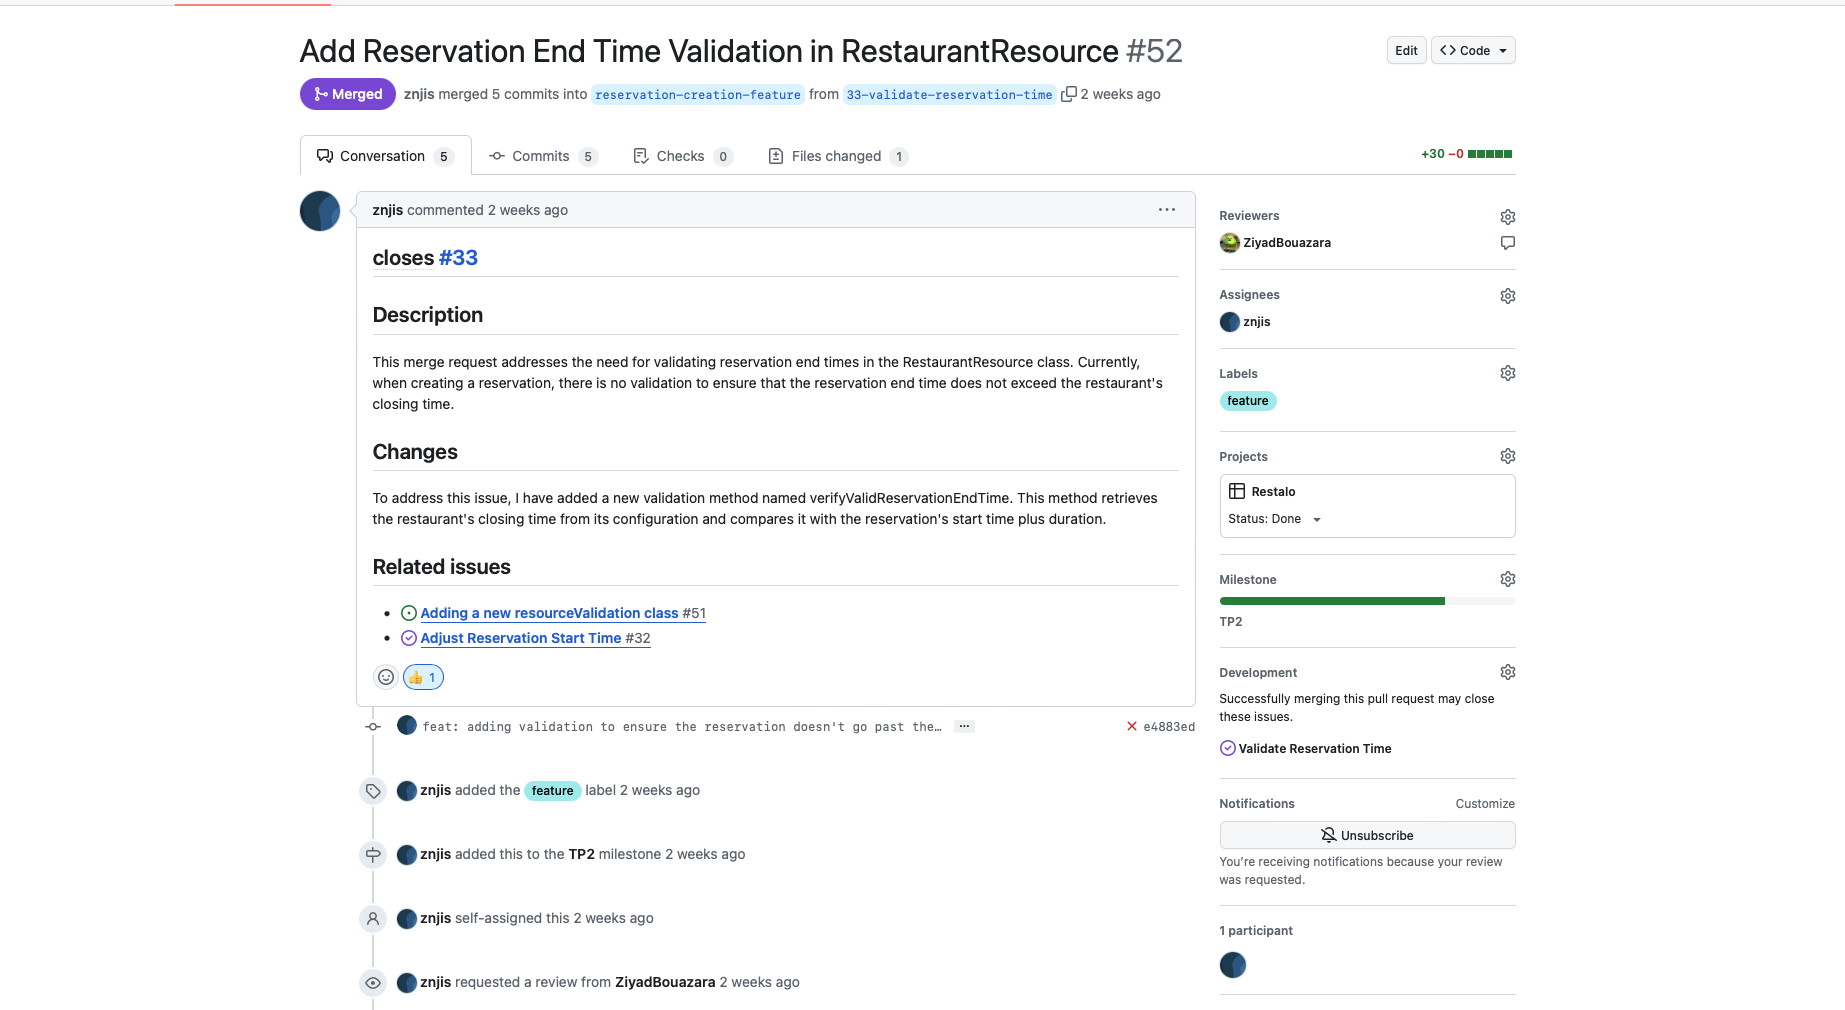 Add Reservation End Time Validation in RestaurantResource #52
Edit
Code
Merged znjis merged 5 commits into reservation-creation-feature from 33-validate-reservation-time 2 weeks ago
Conversation 5 Commits 5 Checks 0 Files changed 1
+30 −0
znjis commented 2 weeks ago
closes #33
Description
This merge request addresses the need for validating reservation end times in the RestaurantResource class. Currently,
when creating a reservation, there is no validation to ensure that the reservation end time does not exceed the restaurant's
closing time.
Changes
To address this issue, I have added a new validation method named verifyValidReservationEndTime. This method retrieves
the restaurant's closing time from its configuration and compares it with the reservation's start time plus duration.
Related issues
Adding a new resourceValidation class #51
Adjust Reservation Start Time #32
👍 1
feat: adding validation to ensure the reservation doesn't go past the… e4883ed
znjis added the feature label 2 weeks ago
znjis added this to the TP2 milestone 2 weeks ago
znjis self-assigned this 2 weeks ago
znjis requested a review from ZiyadBouazara 2 weeks ago
Reviewers
ZiyadBouazara
Assignees
znjis
Labels
feature
Projects
Restalo
Status: Done
Milestone
TP2
Development
Successfully merging this pull request may close
these issues.
Validate Reservation Time
Notifications Customize
Unsubscribe
You're receiving notifications because your review
was requested.
1 participant